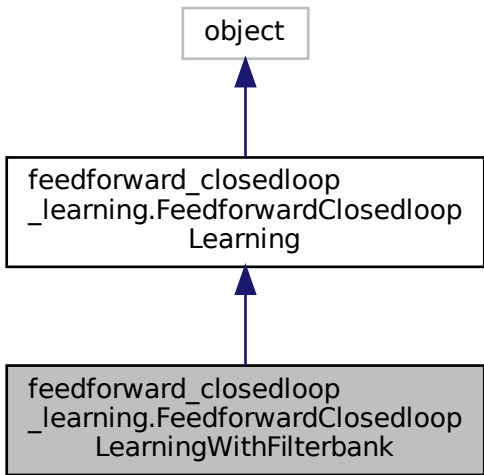 object
feedforward_closedloop
_learning.FeedforwardClosedloop
Learning
feedforward_closedloop
_learning.FeedforwardClosedloop
LearningWithFilterbank